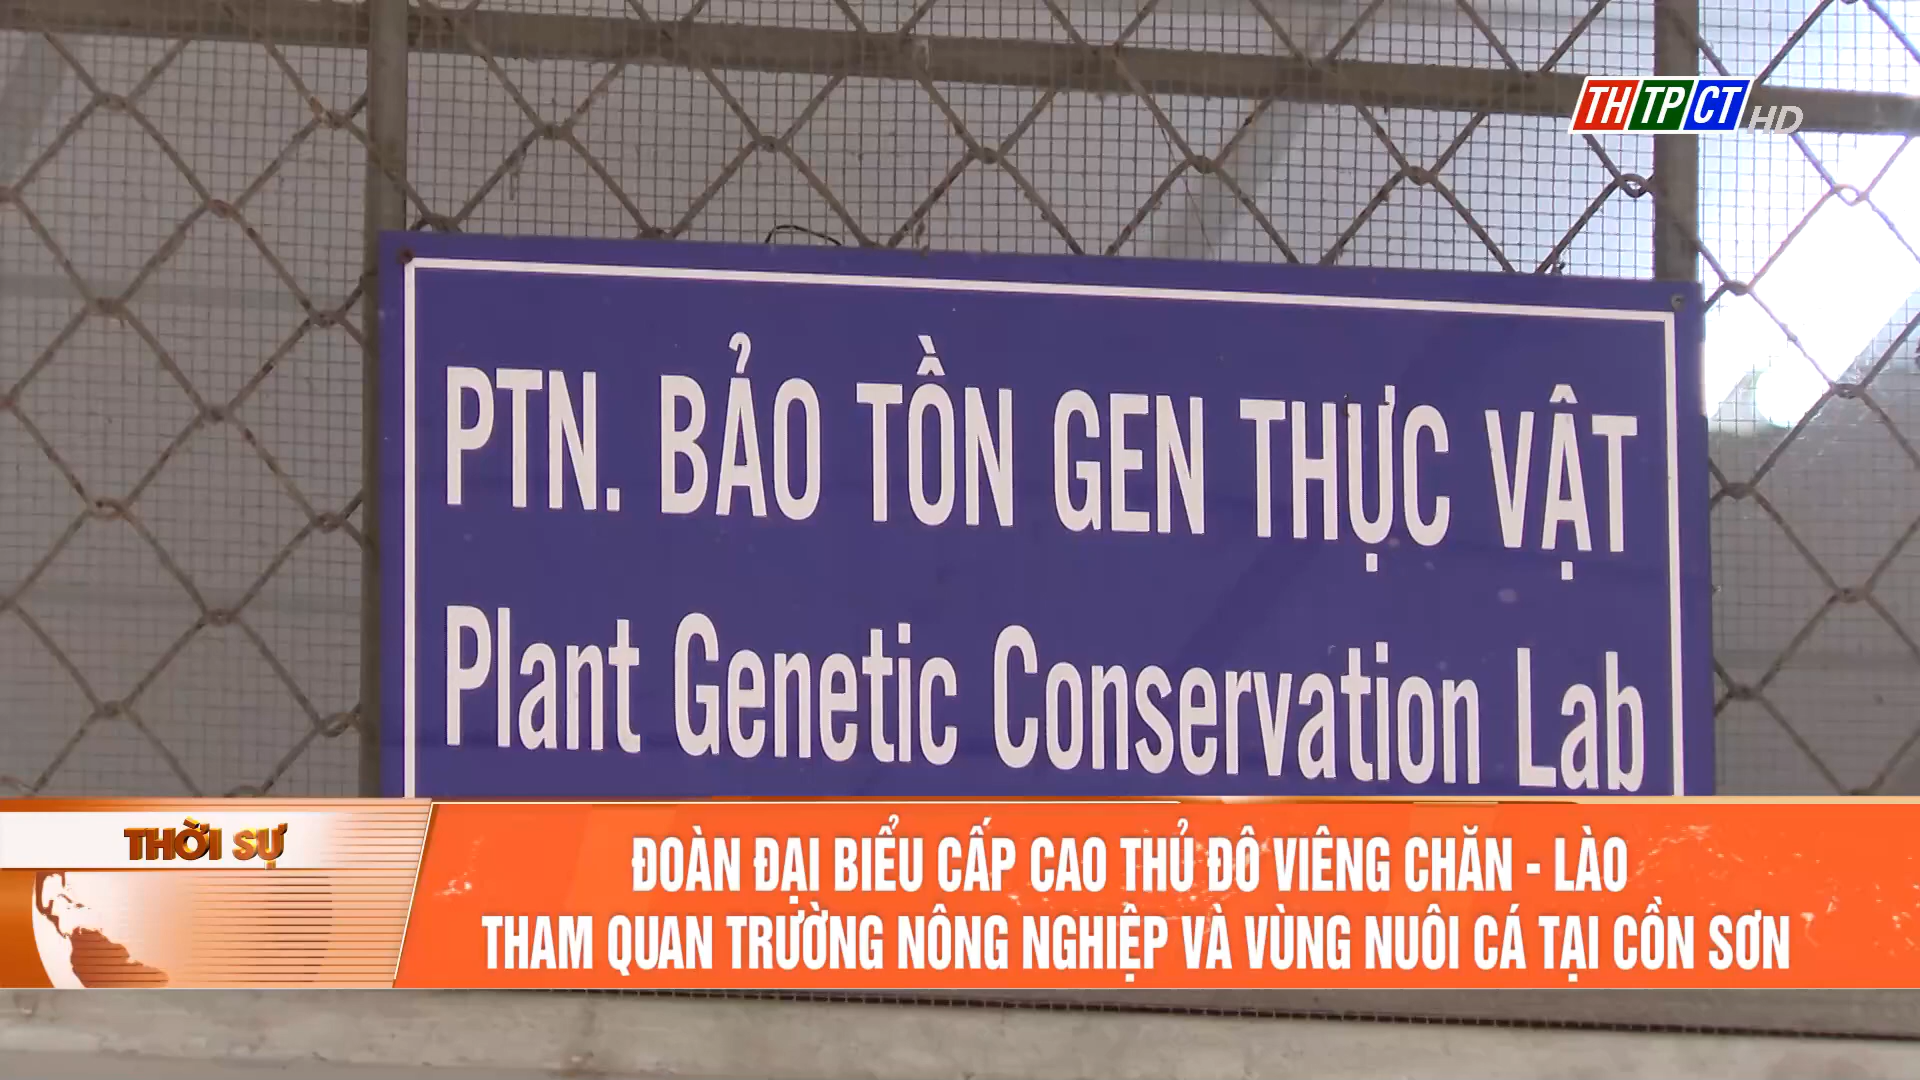 THTPCT HD
PTN. BẢO TỒN GEN THỰC VẬT
Plant Genetic Conservation Lab
THỜI SỰ
ĐOÀN ĐẠI BIỂU CẤP CAO THỦ ĐÔ VIÊNG CHĂN - LÀO
THAM QUAN TRƯỜNG NÔNG NGHIỆP VÀ VÙNG NUÔI CÁ TẠI CỒN SƠN